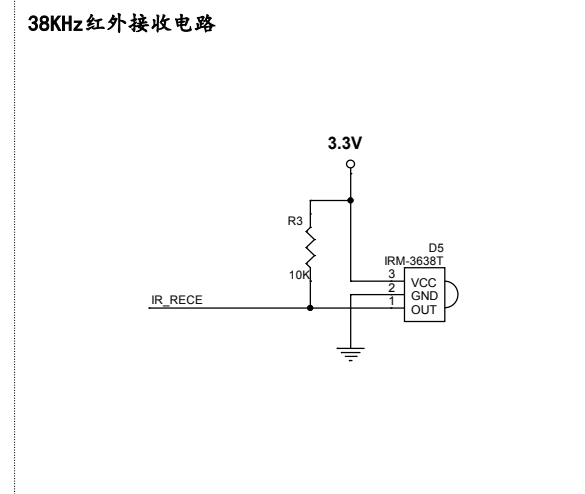 38KHz红外接收电路
3.3V
R3
10K
D5
IRM-3638T
3
VCC
2
GND
1
OUT
IR_RECE